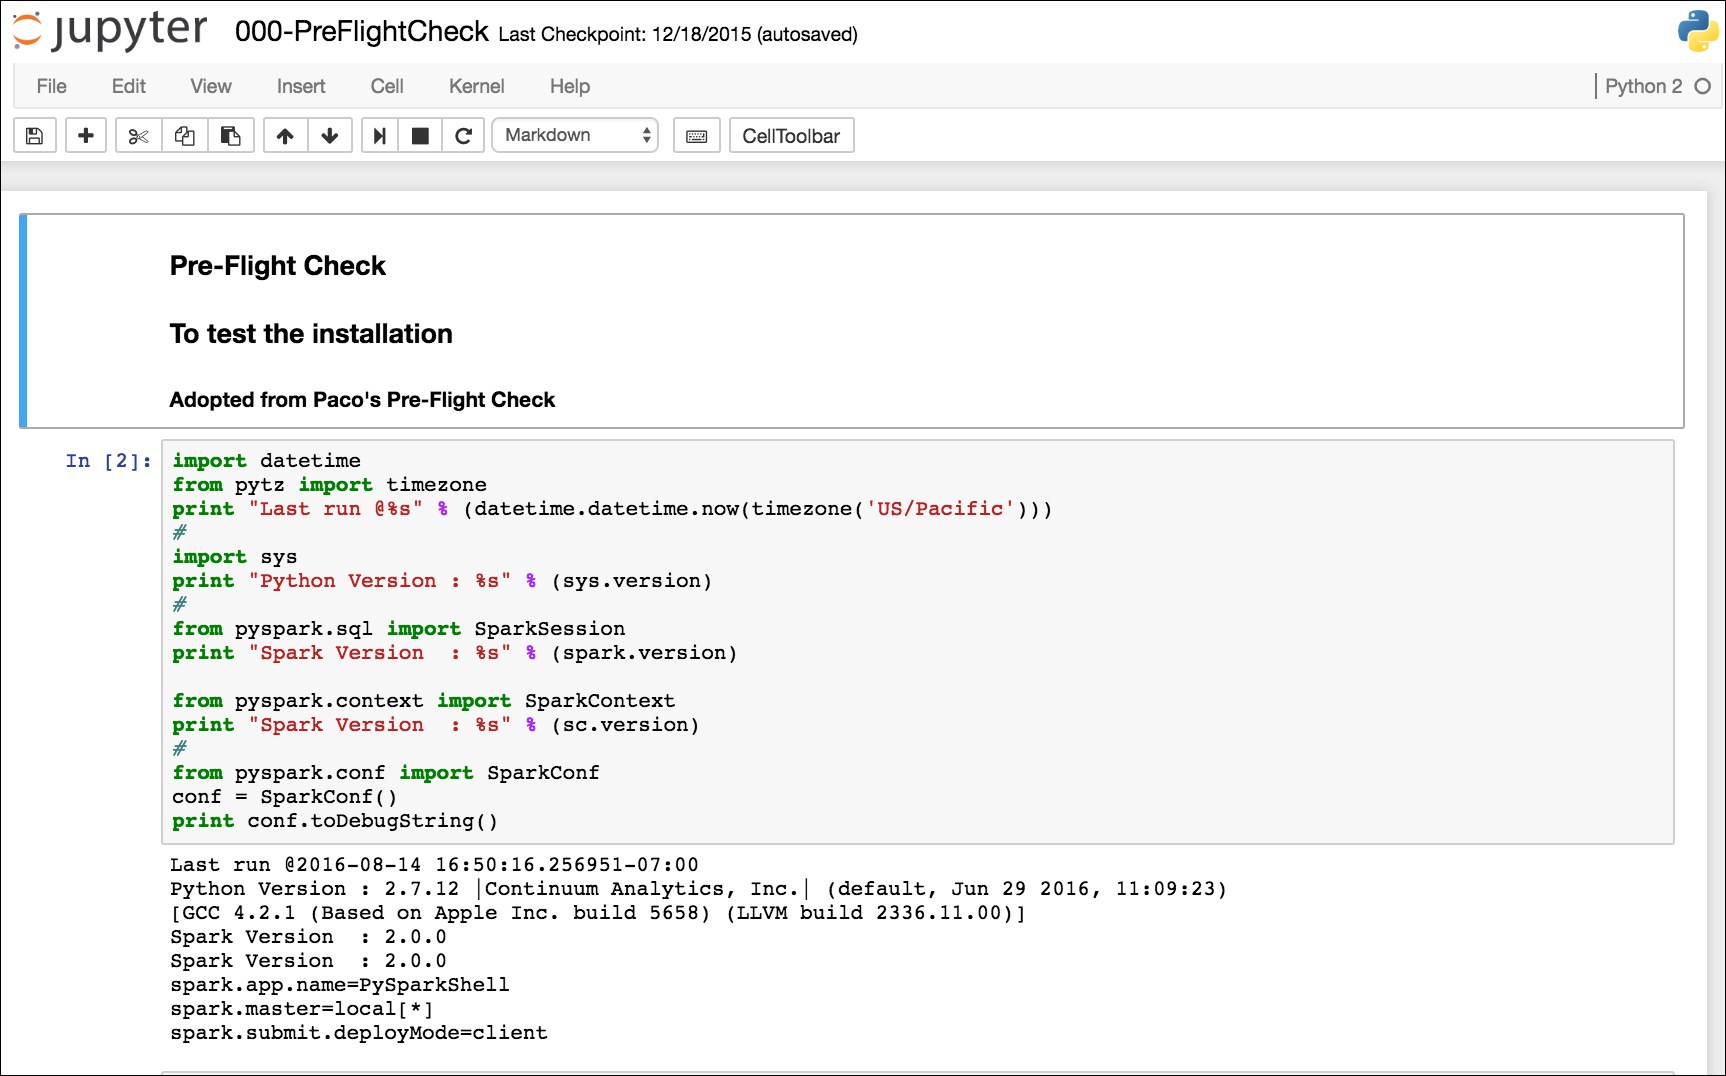 jupyter 000-PreFlightCheck Last Checkpoint: 12/18/2015 (autosaved)
File Edit View Insert Cell Kernel Help Python 2
Markdown CellToolbar
Pre-Flight Check
To test the installation
Adopted from Paco's Pre-Flight Check
In [2]:
import datetime
from pytz import timezone
print "Last run @%s" % (datetime.datetime.now(timezone('US/Pacific')))
#
import sys
print "Python Version : %s" % (sys.version)
#
from pyspark.sql import SparkSession
print "Spark Version  : %s" % (spark.version)
from pyspark.context import SparkContext
print "Spark Version  : %s" % (sc.version)
#
from pyspark.conf import SparkConf
conf = SparkConf()
print conf.toDebugString()
Last run @2016-08-14 16:50:16.256951-07:00
Python Version : 2.7.12 |Continuum Analytics, Inc.| (default, Jun 29 2016, 11:09:23)
[GCC 4.2.1 (Based on Apple Inc. build 5658) (LLVM build 2336.11.00)]
Spark Version  : 2.0.0
Spark Version  : 2.0.0
spark.app.name=PySparkShell
spark.master=local[*]
spark.submit.deployMode=client